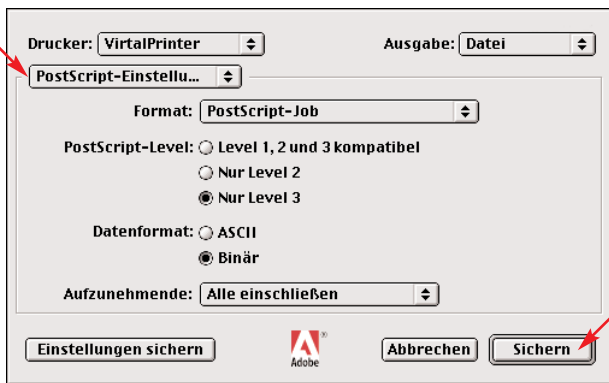 Drucker: VirtalPrinter Ausgabe: Datei
PostScript-Einstellu...
Format: PostScript-Job
PostScript-Level: Level 1, 2 und 3 kompatibel
Nur Level 2
Nur Level 3
Datenformat: ASCII
Binär
Aufzunehmende: Alle einschließen
Einstellungen sichern Adobe® Abbrechen Sichern